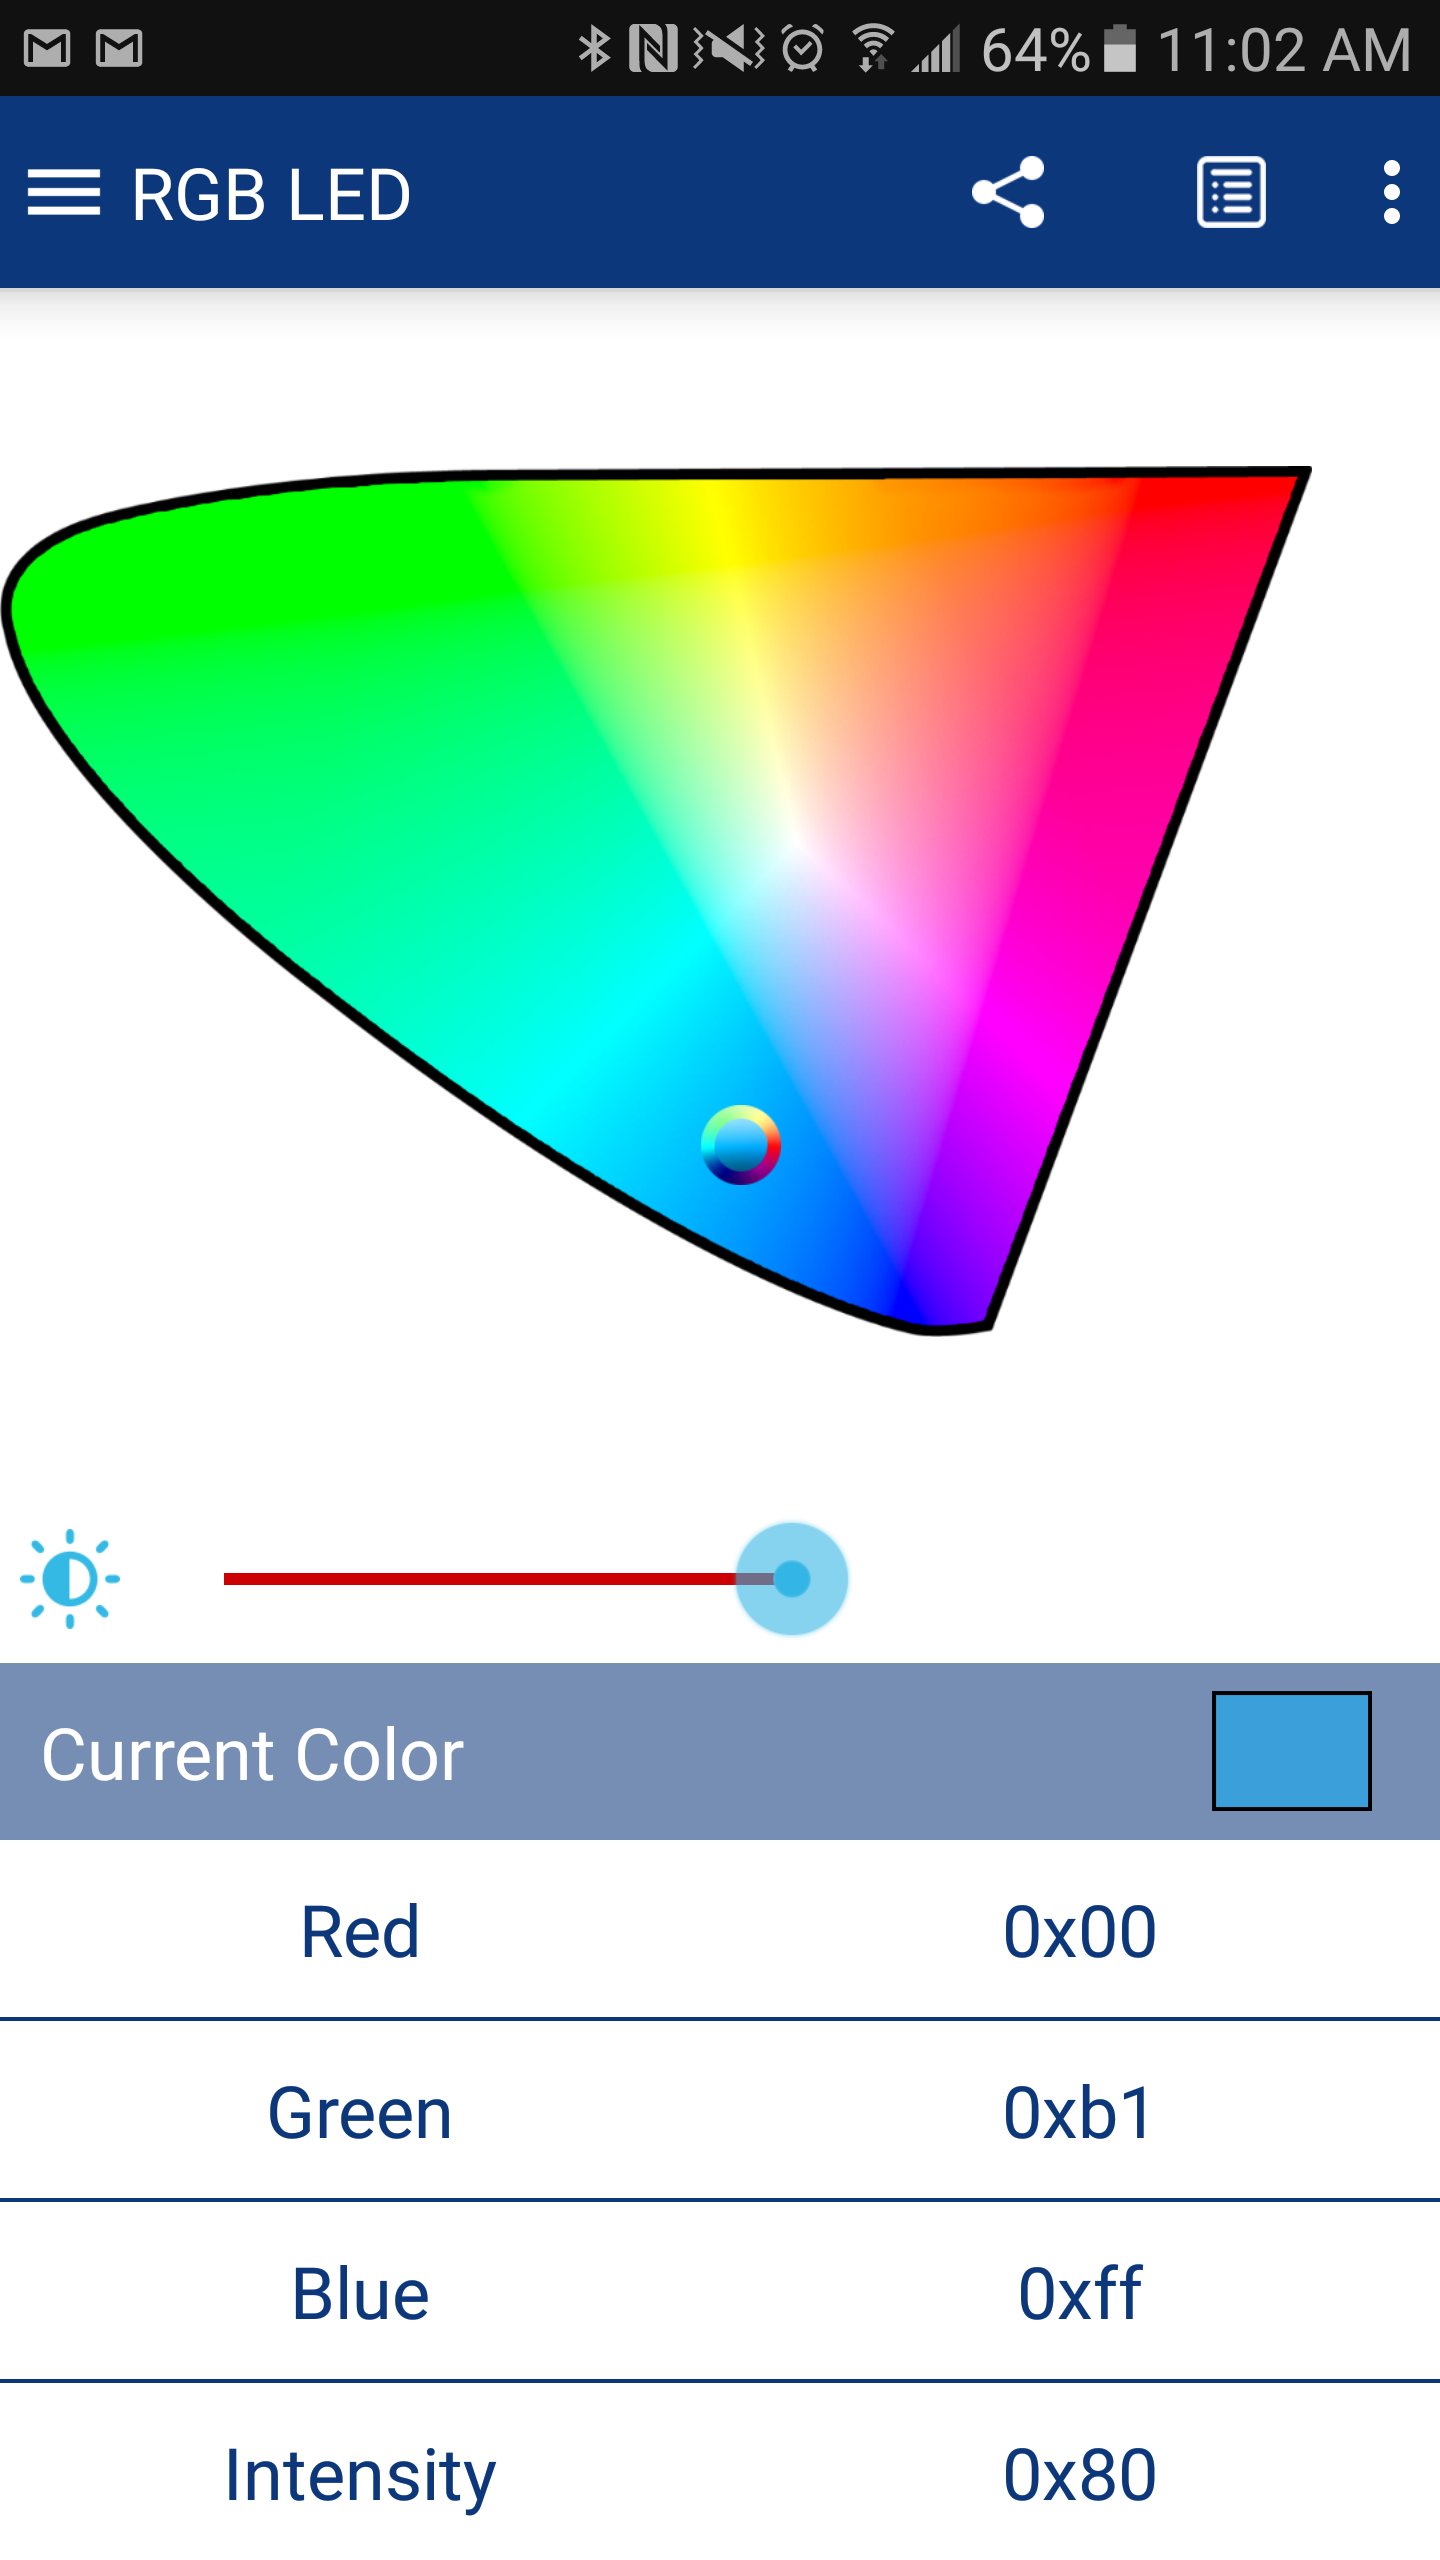 64% 11:02 AM
RGB LED
Current Color
Red 0x00
Green 0xb1
Blue 0xff
Intensity 0x80